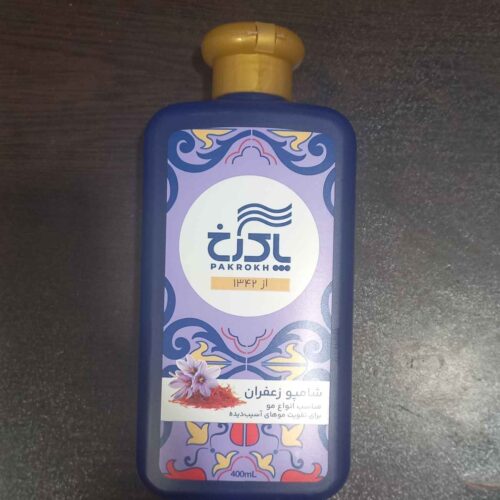 پاکرخ
PAKROKH
از ۱۳۴۲
شامپو زعفران
مناسب انواع مو
برای تقویت موهای آسیب‌دیده
400mL